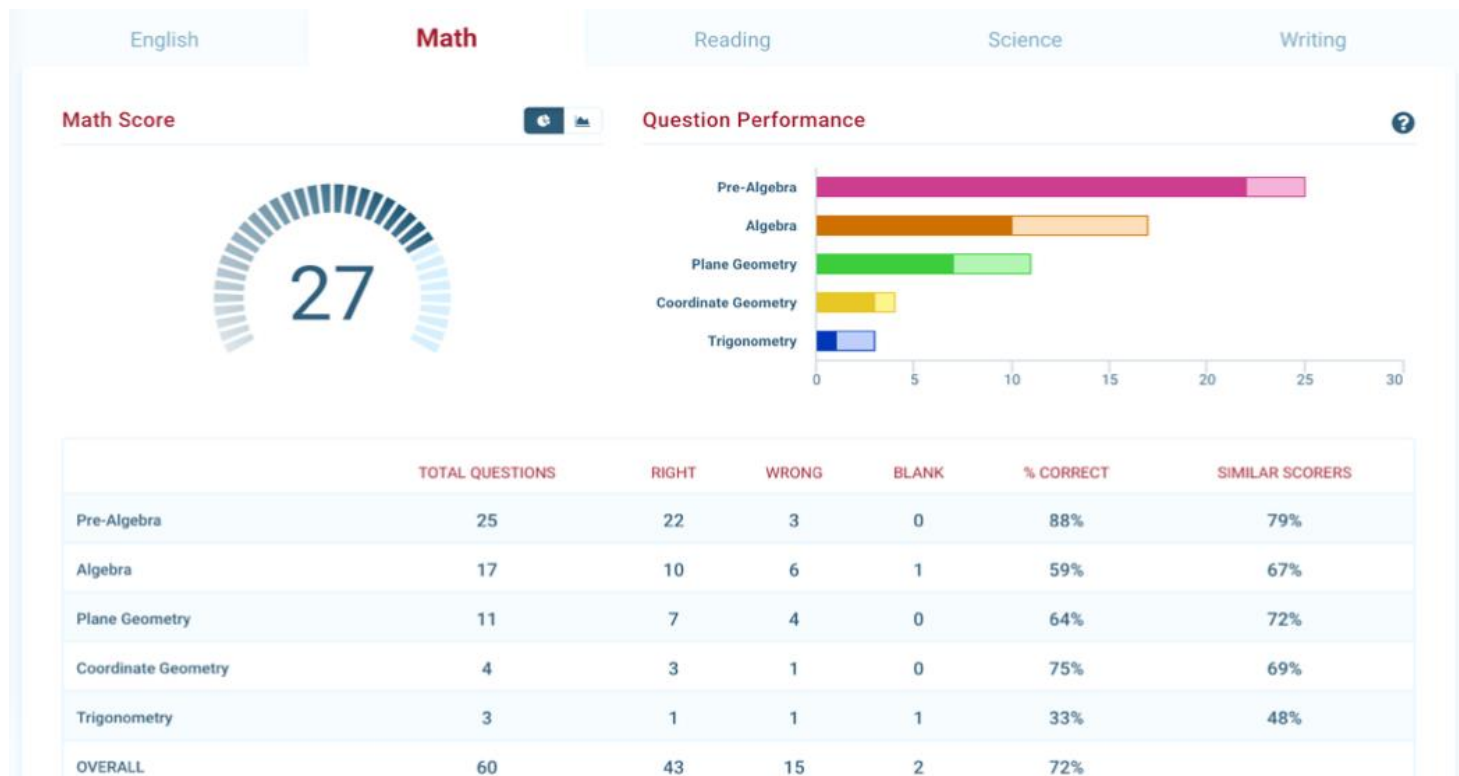 English Math Reading Science Writing
Math Score
27
Question Performance
?
Pre-Algebra
Algebra
Plane Geometry
Coordinate Geometry
Trigonometry
0 5 10 15 20 25 30
TOTAL QUESTIONS RIGHT WRONG BLANK % CORRECT SIMILAR SCORERS
Pre-Algebra 25 22 3 0 88% 79%
Algebra 17 10 6 1 59% 67%
Plane Geometry 11 7 4 0 64% 72%
Coordinate Geometry 4 3 1 0 75% 69%
Trigonometry 3 1 1 1 33% 48%
OVERALL 60 43 15 2 72%